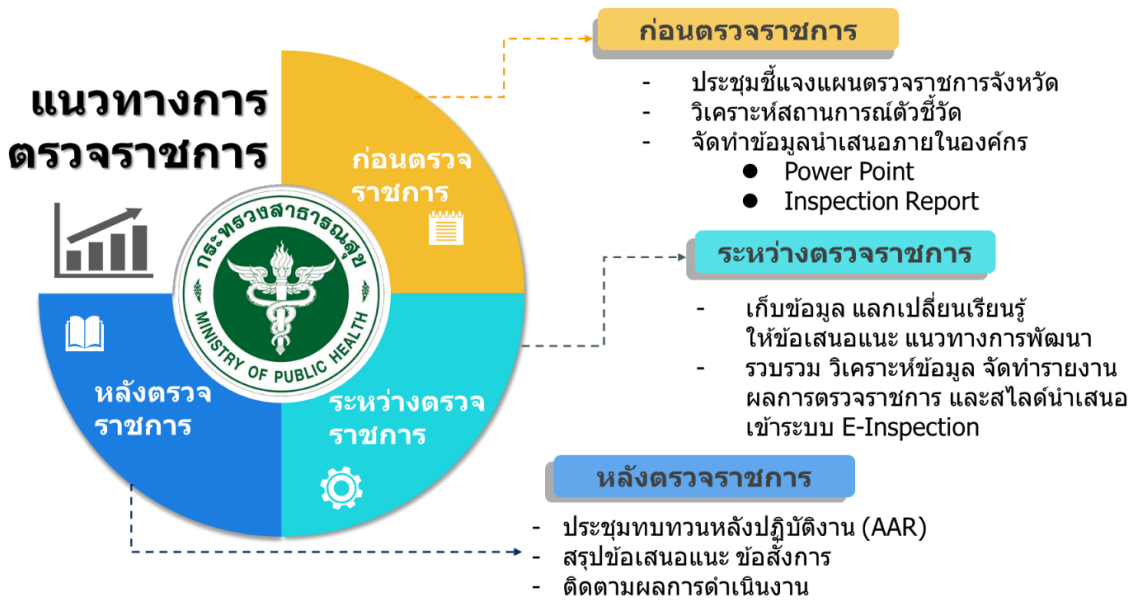 แนวทางการ
ตรวจราชการ
ก่อนตรวจ
ราชการ
กระทรวงสาธารณสุข
MINISTRY OF PUBLIC HEALTH
หลังตรวจ
ราชการ
ระหว่างตรวจ
ราชการ
ก่อนตรวจราชการ
- ประชุมชี้แจงแผนตรวจราชการจังหวัด
- วิเคราะห์สถานการณ์ตัวชี้วัด
- จัดทำข้อมูลนำเสนอภายในองค์กร
● Power Point
● Inspection Report
ระหว่างตรวจราชการ
- เก็บข้อมูล แลกเปลี่ยนเรียนรู้
ให้ข้อเสนอแนะ แนวทางการพัฒนา
- รวบรวม วิเคราะห์ข้อมูล จัดทำรายงาน
ผลการตรวจราชการ และสไลด์นำเสนอ
เข้าระบบ E-Inspection
หลังตรวจราชการ
- ประชุมทบทวนหลังปฏิบัติงาน (AAR)
- สรุปข้อเสนอแนะ ข้อสั่งการ
- ติดตามผลการดำเนินงาน